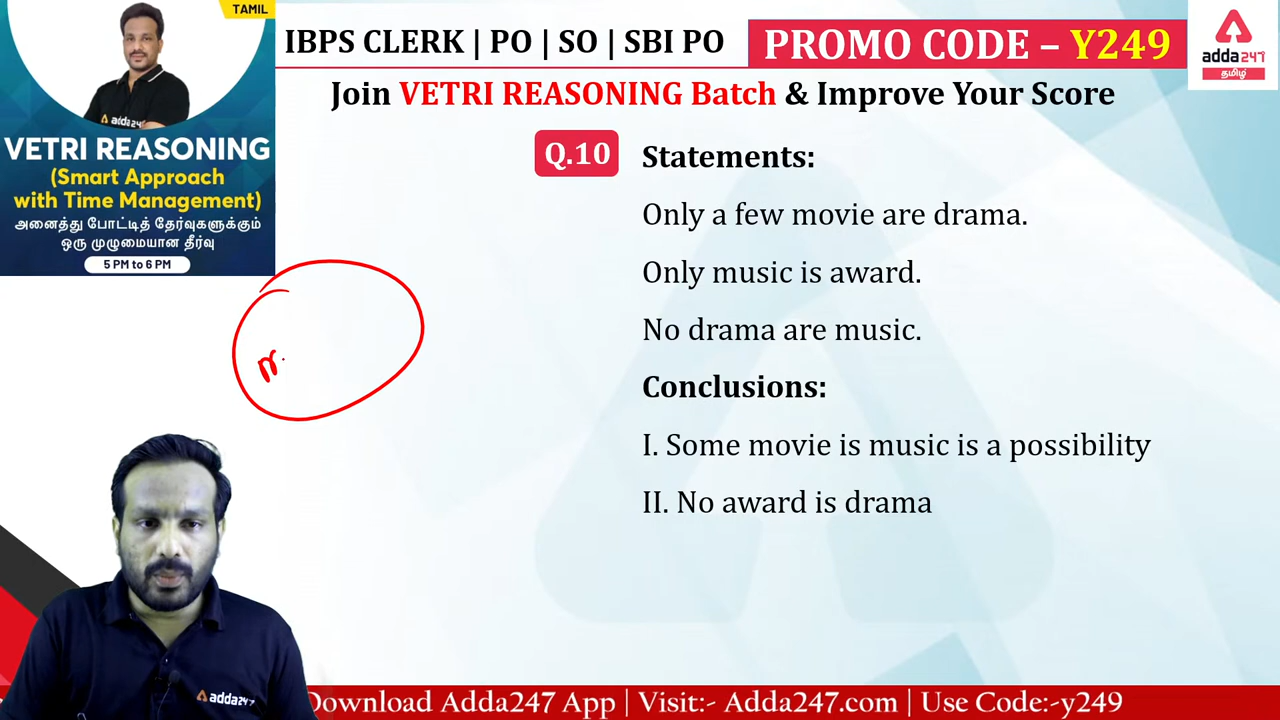 TAMIL
adda247
VETRI REASONING
(Smart Approach
with Time Management)
அனைத்து போட்டித் தேர்வுகளுக்கும்
ஒரு முழுமையான தீர்வு
5 PM to 6 PM
IBPS CLERK | PO | SO | SBI PO
PROMO CODE – Y249
adda247
தமிழ்
Join VETRI REASONING Batch & Improve Your Score
Q.10 Statements:
Only a few movie are drama.
Only music is award.
No drama are music.
Conclusions:
I. Some movie is music is a possibility
II. No award is drama
adda247
Download Adda247 App | Visit:- Adda247.com | Use Code:-y249